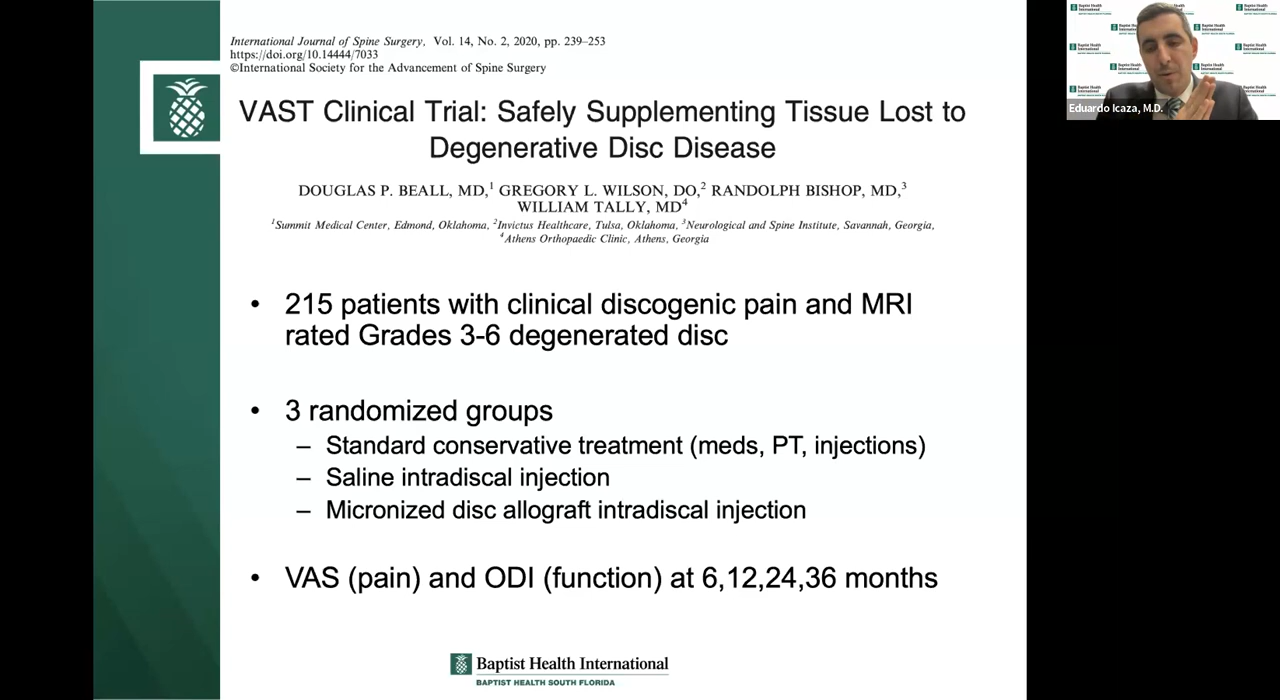 International Journal of Spine Surgery, Vol. 14, No. 2, 2020, pp. 239–253
https://doi.org/10.14444/7033
©International Society for the Advancement of Spine Surgery
VAST Clinical Trial: Safely Supplementing Tissue Lost to
Degenerative Disc Disease
DOUGLAS P. BEALL, MD,1 GREGORY L. WILSON, DO,2 RANDOLPH BISHOP, MD,3
WILLIAM TALLY, MD4
1Summit Medical Center, Edmond, Oklahoma, 2Invictus Healthcare, Tulsa, Oklahoma, 3Neurological and Spine Institute, Savannah, Georgia,
4Athens Orthopaedic Clinic, Athens, Georgia
• 215 patients with clinical discogenic pain and MRI
rated Grades 3-6 degenerated disc
• 3 randomized groups
– Standard conservative treatment (meds, PT, injections)
– Saline intradiscal injection
– Micronized disc allograft intradiscal injection
• VAS (pain) and ODI (function) at 6,12,24,36 months
Baptist Health International
BAPTIST HEALTH SOUTH FLORIDA
Eduardo Icaza, M.D.